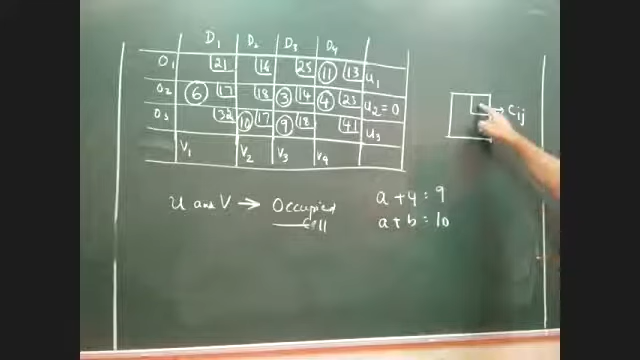 D1 D2 D3 D4
O1 21 16 25 11 13 u1
O2 6 17 18 3 14 4 23 u2=0
O3 32 10 17 9 18 41 u3
V1 V2 V3 V4
Cij
U and V → Occupied
Cell
a+4=9
a+b=10